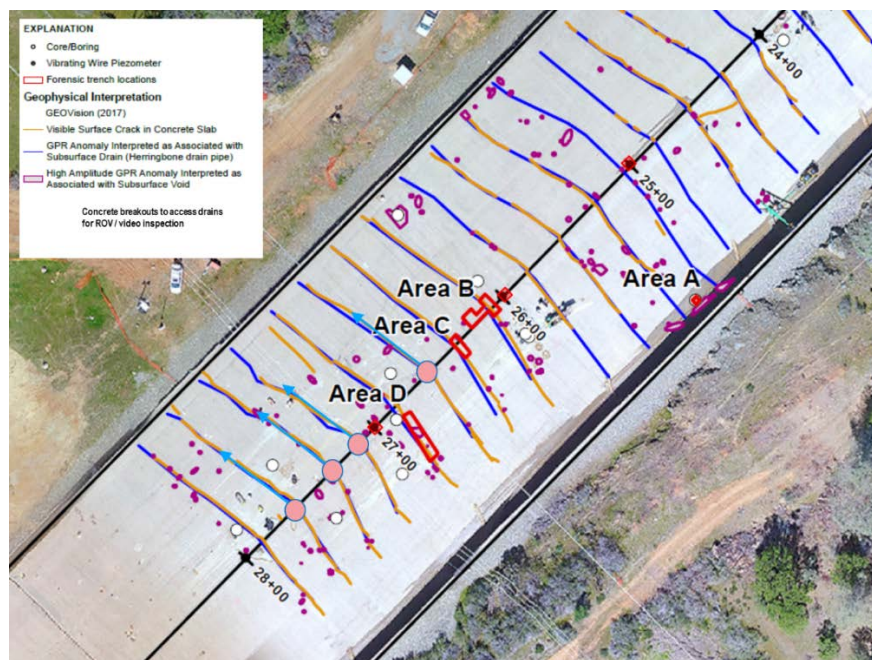 EXPLANATION
Core/Boring
Vibrating Wire Piezometer
Forensic trench locations
Geophysical Interpretation
GEOVision (2017)
Visible Surface Crack in Concrete Slab
GPR Anomaly Interpreted as Associated with
Subsurface Drain (Herringbone drain pipe)
High Amplitude GPR Anomaly Interpreted as
Associated with Subsurface Void
Concrete breakouts to access drains
for ROV / video inspection
24+00
25+00
Area A
Area B
26+00
Area C
Area D
27+00
28+00